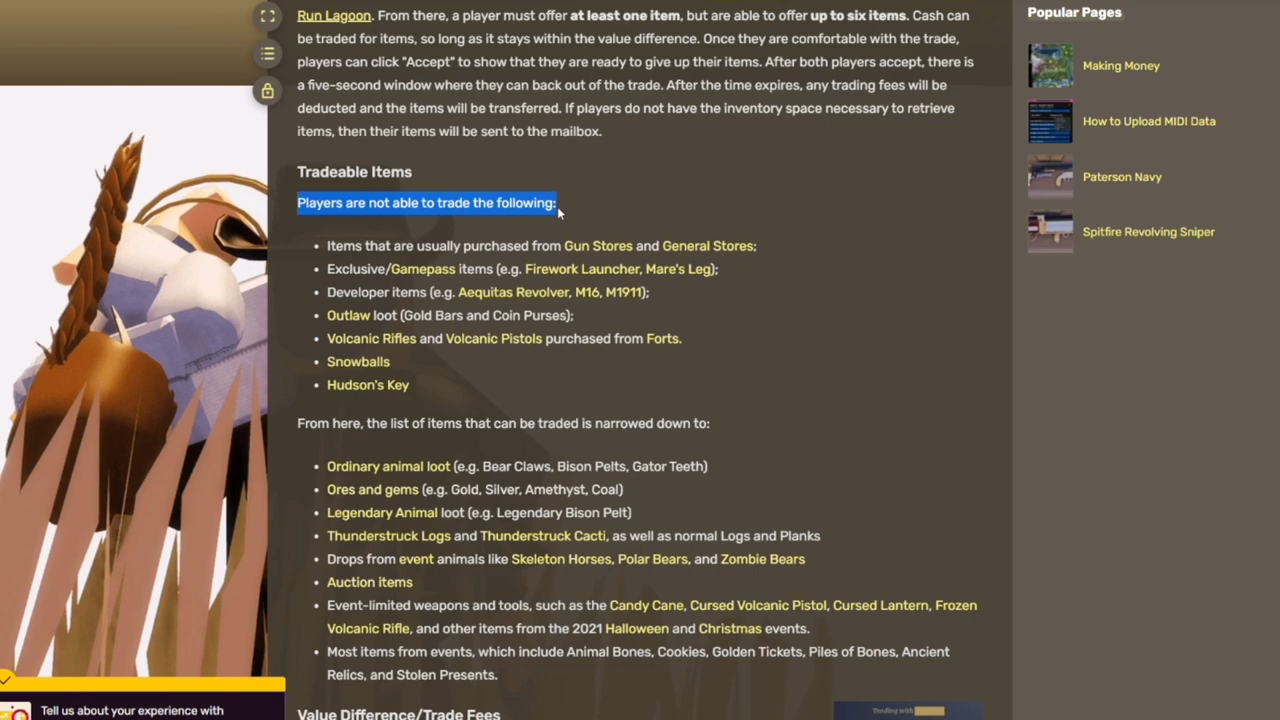 Run Lagoon. From there, a player must offer at least one item, but are able to offer up to six items. Cash can
be traded for items, so long as it stays within the value difference. Once they are comfortable with the trade,
players can click "Accept" to show that they are ready to give up their items. After both players accept, there is
a five-second window where they can back out of the trade. After the time expires, any trading fees will be
deducted and the items will be transferred. If players do not have the inventory space necessary to retrieve
items, then their items will be sent to the mailbox.
Tradeable Items
Players are not able to trade the following:
Items that are usually purchased from Gun Stores and General Stores;
Exclusive/Gamepass items (e.g. Firework Launcher, Mare's Leg);
Developer items (e.g. Aequitas Revolver, M16, M1911);
Outlaw loot (Gold Bars and Coin Purses);
Volcanic Rifles and Volcanic Pistols purchased from Forts.
Snowballs
Hudson's Key
From here, the list of items that can be traded is narrowed down to:
Ordinary animal loot (e.g. Bear Claws, Bison Pelts, Gator Teeth)
Ores and gems (e.g. Gold, Silver, Amethyst, Coal)
Legendary Animal loot (e.g. Legendary Bison Pelt)
Thunderstruck Logs and Thunderstruck Cacti, as well as normal Logs and Planks
Drops from event animals like Skeleton Horses, Polar Bears, and Zombie Bears
Auction items
Event-limited weapons and tools, such as the Candy Cane, Cursed Volcanic Pistol, Cursed Lantern, Frozen
Volcanic Rifle, and other items from the 2021 Halloween and Christmas events.
Most items from events, which include Animal Bones, Cookies, Golden Tickets, Piles of Bones, Ancient
Relics, and Stolen Presents.
Value Difference/Trade Fees
Trading with
Popular Pages
Making Money
How to Upload MIDI Data
Paterson Navy
Spitfire Revolving Sniper
Tell us about your experience with